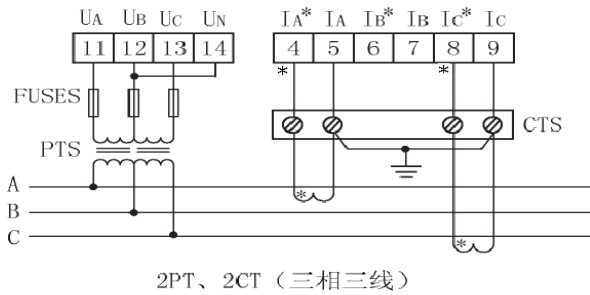 UA UB UC UN IA* IA IB* IB IC* IC
11 12 13 14 4 5 6 7 8 9
* *
FUSES
CTS
PTS
A
*
B
C
*
2PT、2CT（三相三线）